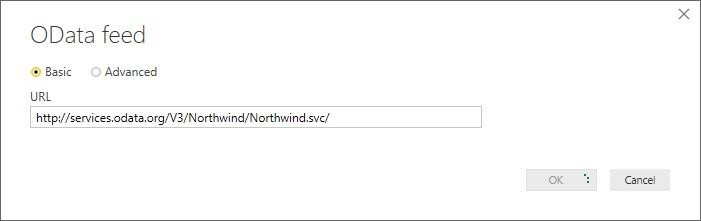 OData feed
Basic
Advanced
URL
http://services.odata.org/V3/Northwind/Northwind.svc/
OK
Cancel